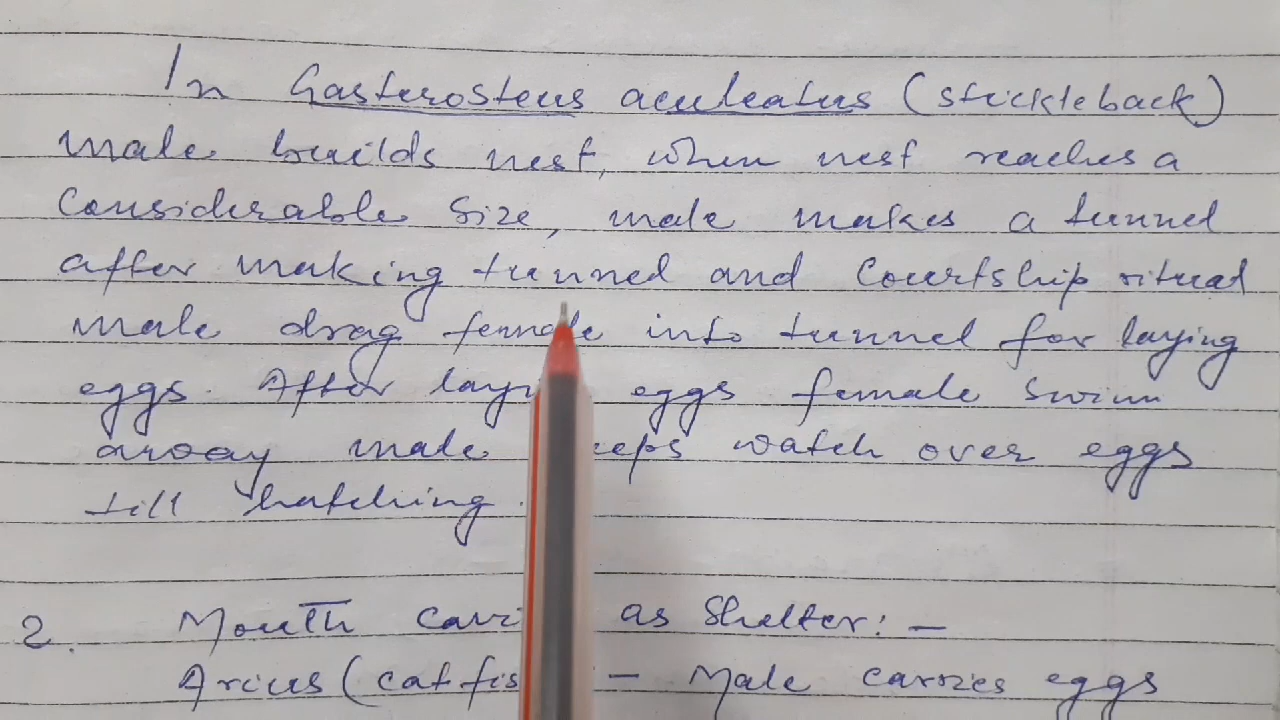 In Gasterosteus aculeatus (stickleback)
male builds nest, when nest reaches a
Considerable Size, male makes a tunnel
after making tunnel and Courtship ritual
male drag female into tunnel for laying
eggs. After eggs female swim
away male watch over eggs
till hatching.
2. Mouth as Shelter: -
Arius ( - Male carries eggs